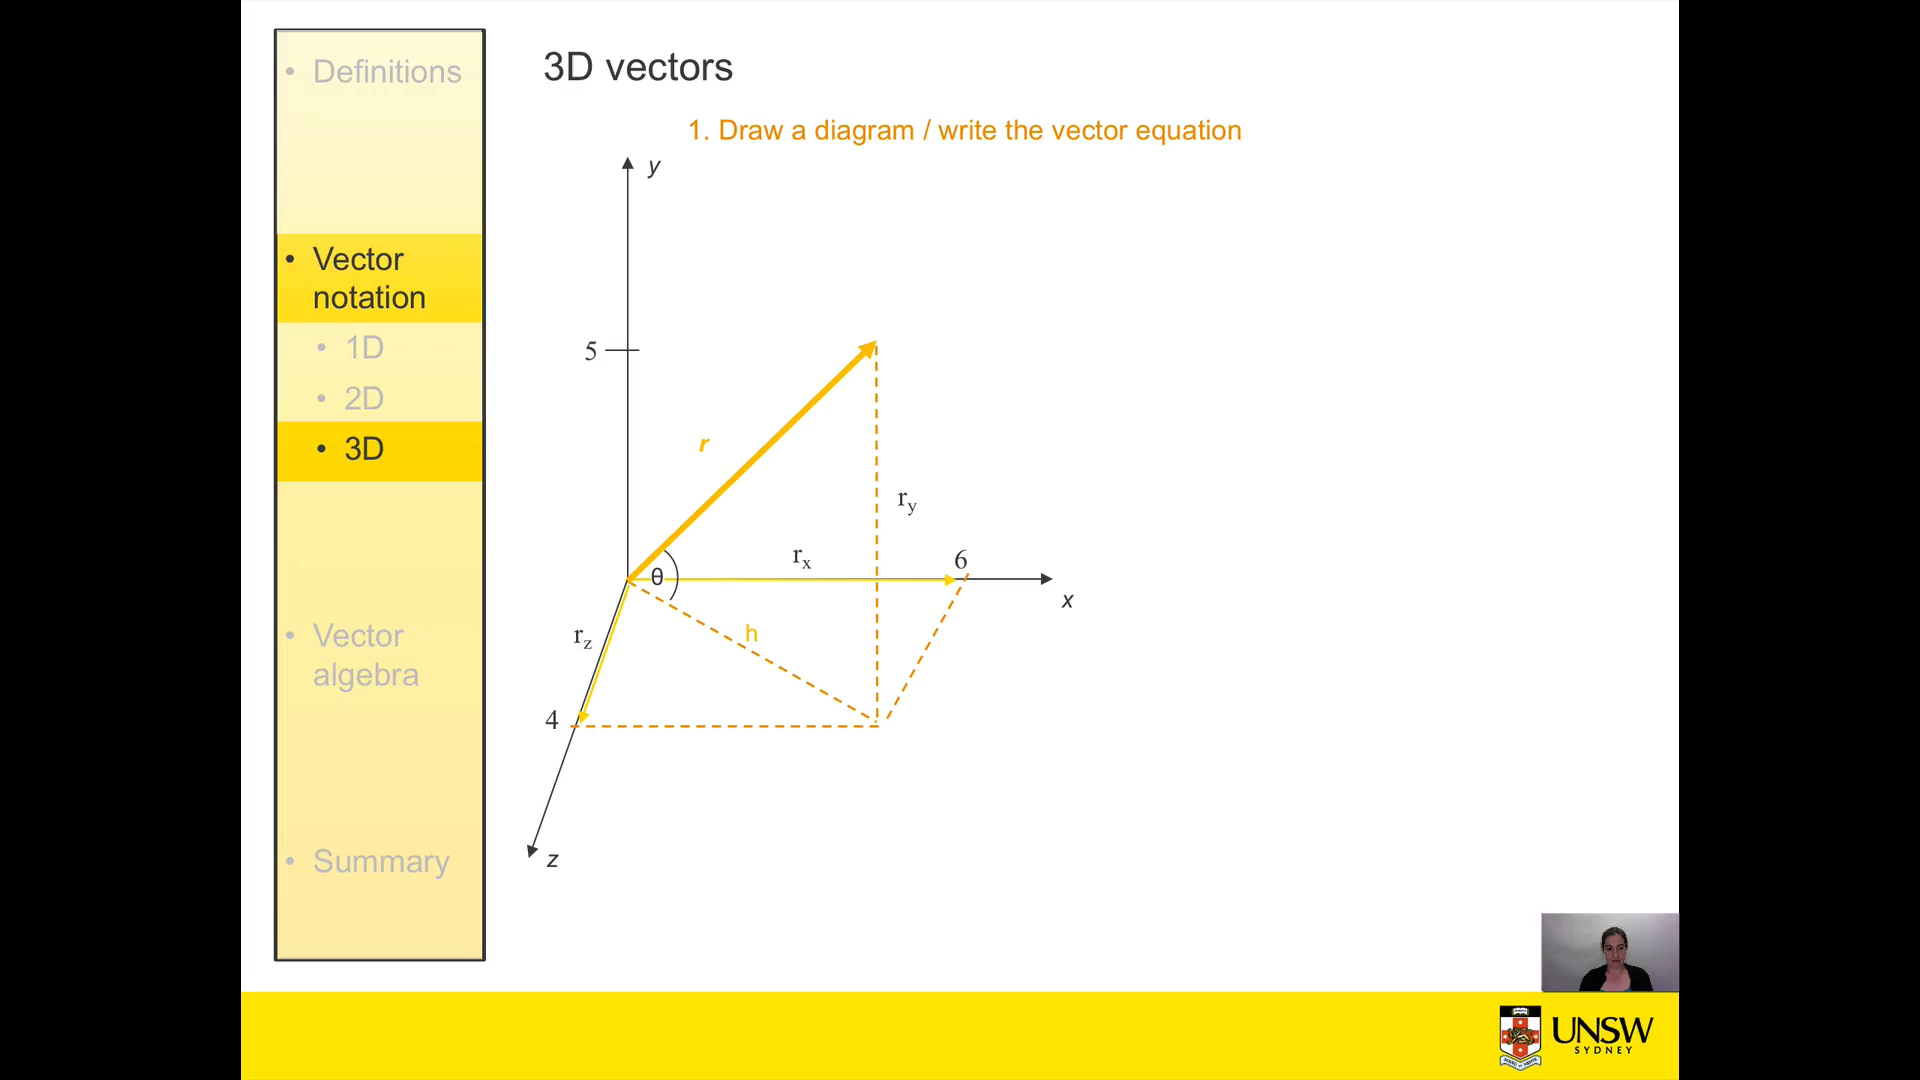 • Definitions
• Vector
notation
• 1D
• 2D
• 3D
• Vector
algebra
• Summary
3D vectors
1. Draw a diagram / write the vector equation
y
5
r
r_y
r_x
6
θ
x
r_z
h
4
z
UNSW
SYDNEY